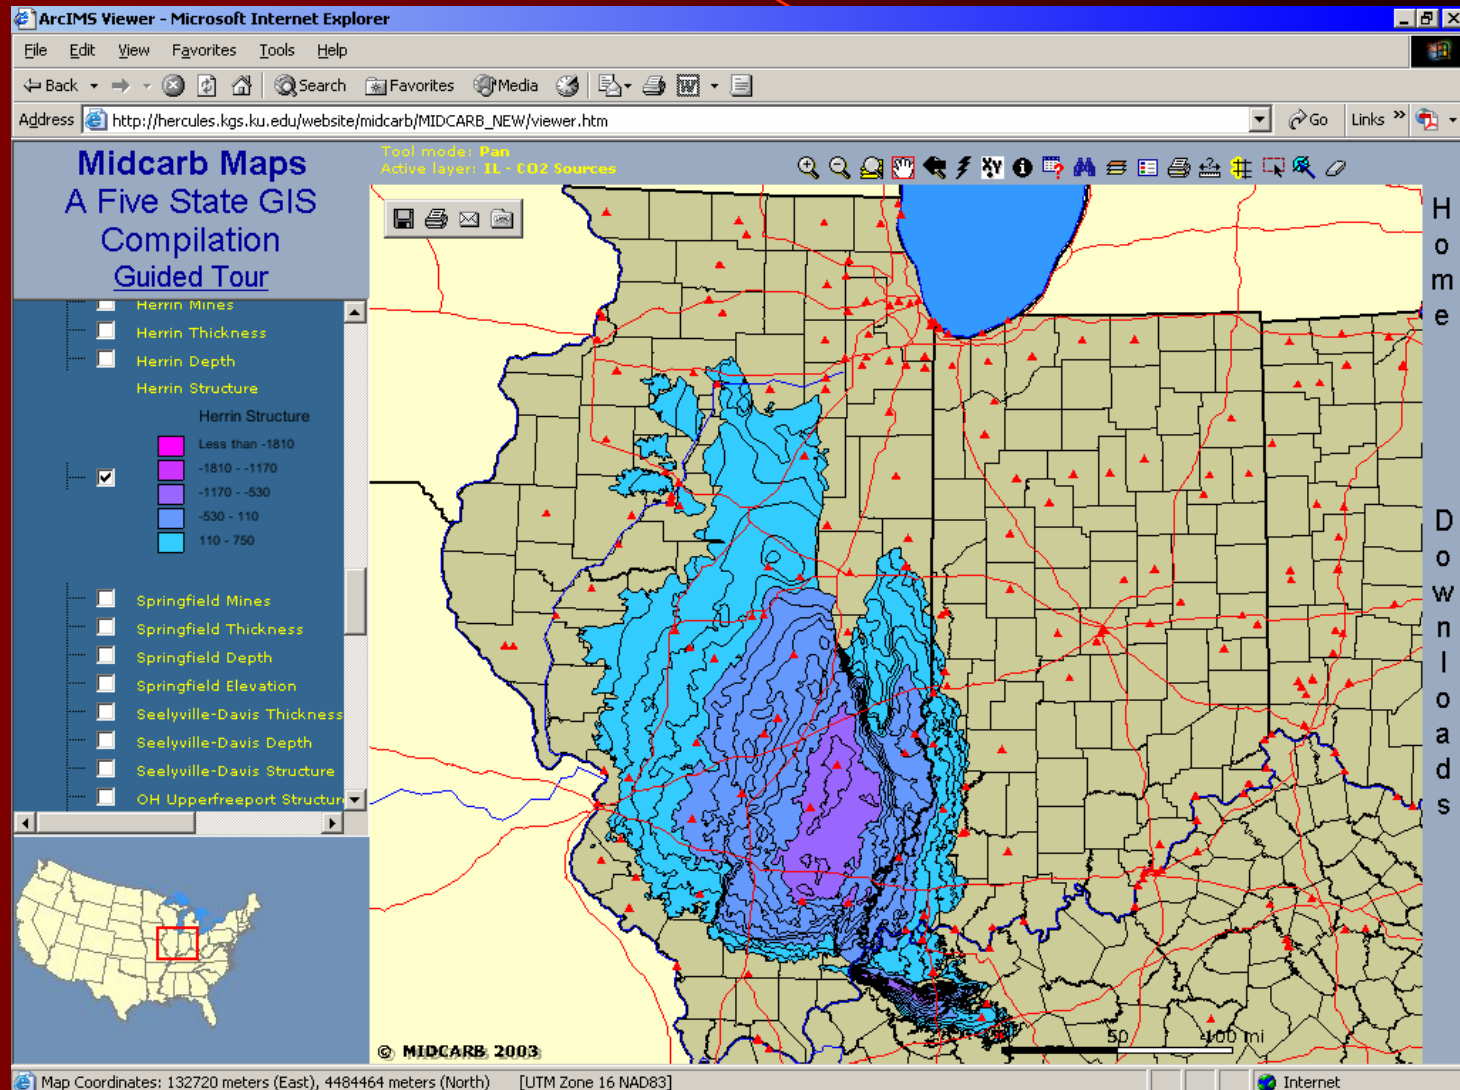 ArcIMS Viewer - Microsoft Internet Explorer
File Edit View Favorites Tools Help
Back Search Favorites Media
Address http://hercules.kgs.ku.edu/website/midcarb/MIDCARB_NEW/viewer.htm Go Links »
Midcarb Maps
A Five State GIS
Compilation
Guided Tour
Tool mode: Pan
Active layer: IL - CO2 Sources
Herrin Mines
Herrin Thickness
Herrin Depth
Herrin Structure
Herrin Structure
Less than -1810
-1810 - -1170
-1170 - -530
-530 - 110
110 - 750
Springfield Mines
Springfield Thickness
Springfield Depth
Springfield Elevation
Seelyville-Davis Thickness
Seelyville-Davis Depth
Seelyville-Davis Structure
OH Upperfreeport Structure
Home
Downloads
50 100 mi
© MIDCARB 2003
Map Coordinates: 132720 meters (East), 4484464 meters (North) [UTM Zone 16 NAD83] Internet